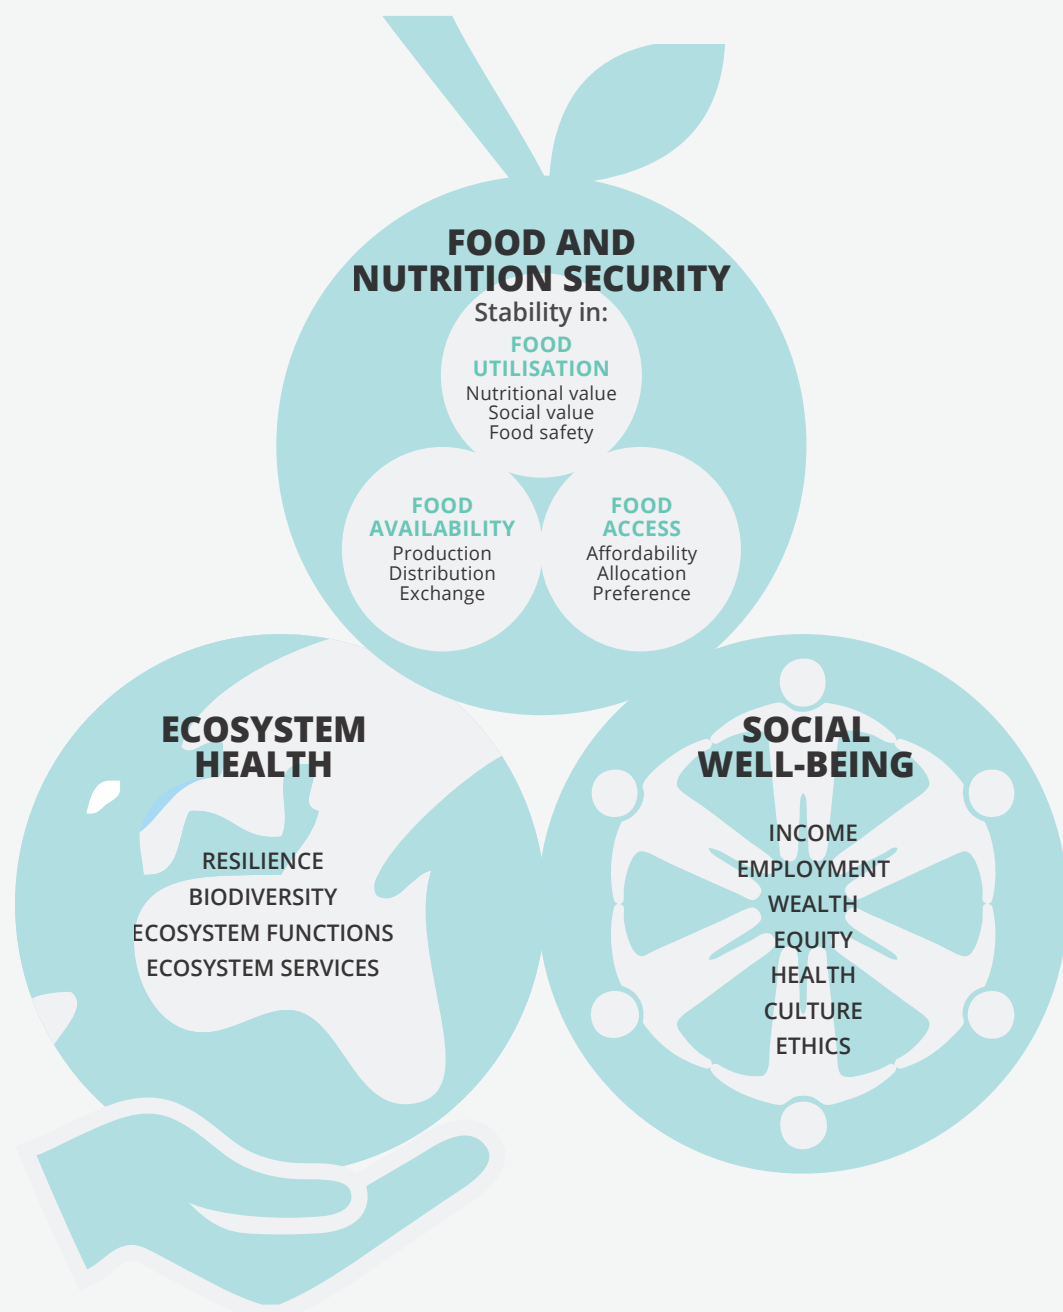 FOOD AND
NUTRITION SECURITY
Stability in:
FOOD
UTILISATION
Nutritional value
Social value
Food safety
FOOD
AVAILABILITY
Production
Distribution
Exchange
FOOD
ACCESS
Affordability
Allocation
Preference
ECOSYSTEM
HEALTH
RESILIENCE
BIODIVERSITY
ECOSYSTEM FUNCTIONS
ECOSYSTEM SERVICES
SOCIAL
WELL-BEING
INCOME
EMPLOYMENT
WEALTH
EQUITY
HEALTH
CULTURE
ETHICS